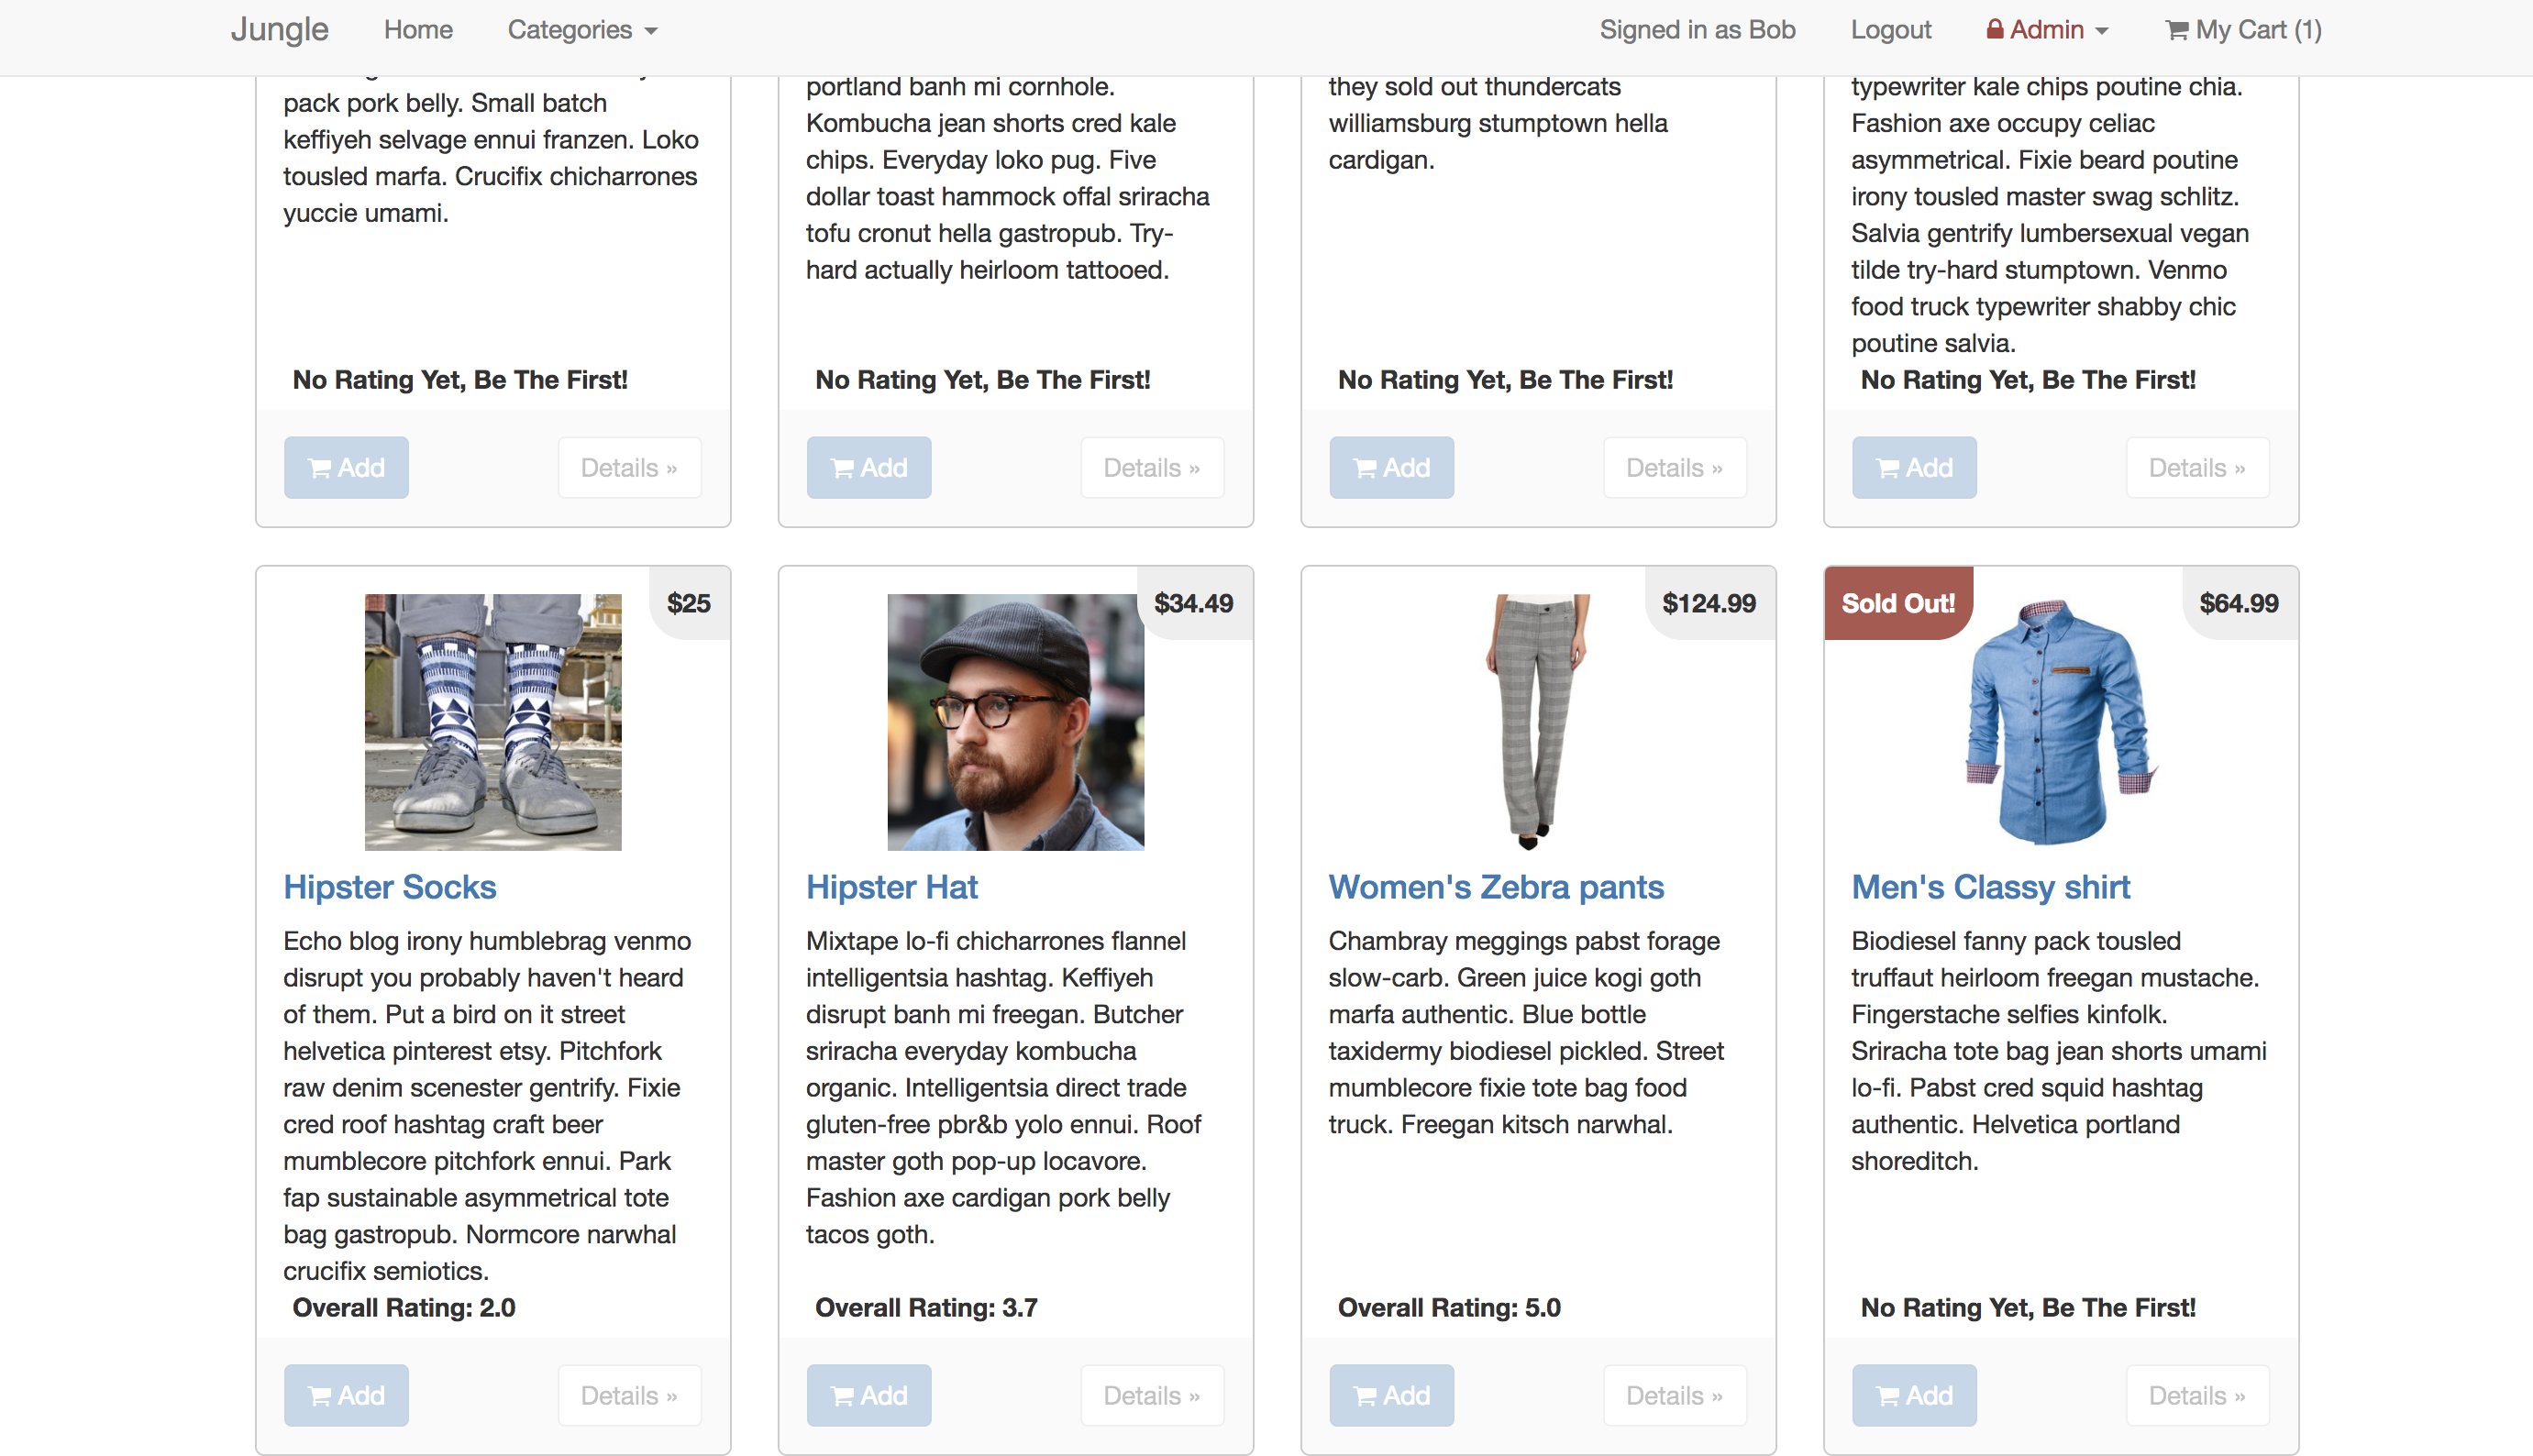 Jungle Home Categories Signed in as Bob Logout Admin My Cart (1)
pack pork belly. Small batch
keffiyeh selvage ennui franzen. Loko
tousled marfa. Crucifix chicharrones
yuccie umami.
No Rating Yet, Be The First!
Add Details »
portland banh mi cornhole.
Kombucha jean shorts cred kale
chips. Everyday loko pug. Five
dollar toast hammock offal sriracha
tofu cronut hella gastropub. Try-
hard actually heirloom tattooed.
No Rating Yet, Be The First!
Add Details »
they sold out thundercats
williamsburg stumptown hella
cardigan.
No Rating Yet, Be The First!
Add Details »
typewriter kale chips poutine chia.
Fashion axe occupy celiac
asymmetrical. Fixie beard poutine
irony tousled master swag schlitz.
Salvia gentrify lumbersexual vegan
tilde try-hard stumptown. Venmo
food truck typewriter shabby chic
poutine salvia.
No Rating Yet, Be The First!
Add Details »
$25
Hipster Socks
Echo blog irony humblebrag venmo
disrupt you probably haven't heard
of them. Put a bird on it street
helvetica pinterest etsy. Pitchfork
raw denim scenester gentrify. Fixie
cred roof hashtag craft beer
mumblecore pitchfork ennui. Park
fap sustainable asymmetrical tote
bag gastropub. Normcore narwhal
crucifix semiotics.
Overall Rating: 2.0
Add Details »
$34.49
Hipster Hat
Mixtape lo-fi chicharrones flannel
intelligentsia hashtag. Keffiyeh
disrupt banh mi freegan. Butcher
sriracha everyday kombucha
organic. Intelligentsia direct trade
gluten-free pbr&b yolo ennui. Roof
master goth pop-up locavore.
Fashion axe cardigan pork belly
tacos goth.
Overall Rating: 3.7
Add Details »
$124.99
Women's Zebra pants
Chambray meggings pabst forage
slow-carb. Green juice kogi goth
marfa authentic. Blue bottle
taxidermy biodiesel pickled. Street
mumblecore fixie tote bag food
truck. Freegan kitsch narwhal.
Overall Rating: 5.0
Add Details »
Sold Out! $64.99
Men's Classy shirt
Biodiesel fanny pack tousled
truffaut heirloom freegan mustache.
Fingerstache selfies kinfolk.
Sriracha tote bag jean shorts umami
lo-fi. Pabst cred squid hashtag
authentic. Helvetica portland
shoreditch.
No Rating Yet, Be The First!
Add Details »